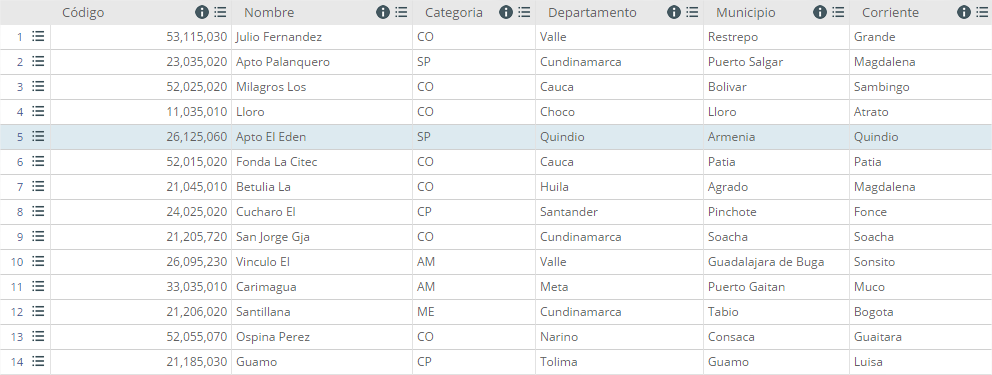 Código Nombre Categoria Departamento Municipio Corriente
1 53,115,030 Julio Fernandez CO Valle Restrepo Grande
2 23,035,020 Apto Palanquero SP Cundinamarca Puerto Salgar Magdalena
3 52,025,020 Milagros Los CO Cauca Bolivar Sambingo
4 11,035,010 Lloro CO Choco Lloro Atrato
5 26,125,060 Apto El Eden SP Quindio Armenia Quindio
6 52,015,020 Fonda La Citec CO Cauca Patia Patia
7 21,045,010 Betulia La CO Huila Agrado Magdalena
8 24,025,020 Cucharo El CP Santander Pinchote Fonce
9 21,205,720 San Jorge Gja CO Cundinamarca Soacha Soacha
10 26,095,230 Vinculo El AM Valle Guadalajara de Buga Sonsito
11 33,035,010 Carimagua AM Meta Puerto Gaitan Muco
12 21,206,020 Santillana ME Cundinamarca Tabio Bogota
13 52,055,070 Ospina Perez CO Narino Consaca Guaitara
14 21,185,030 Guamo CP Tolima Guamo Luisa